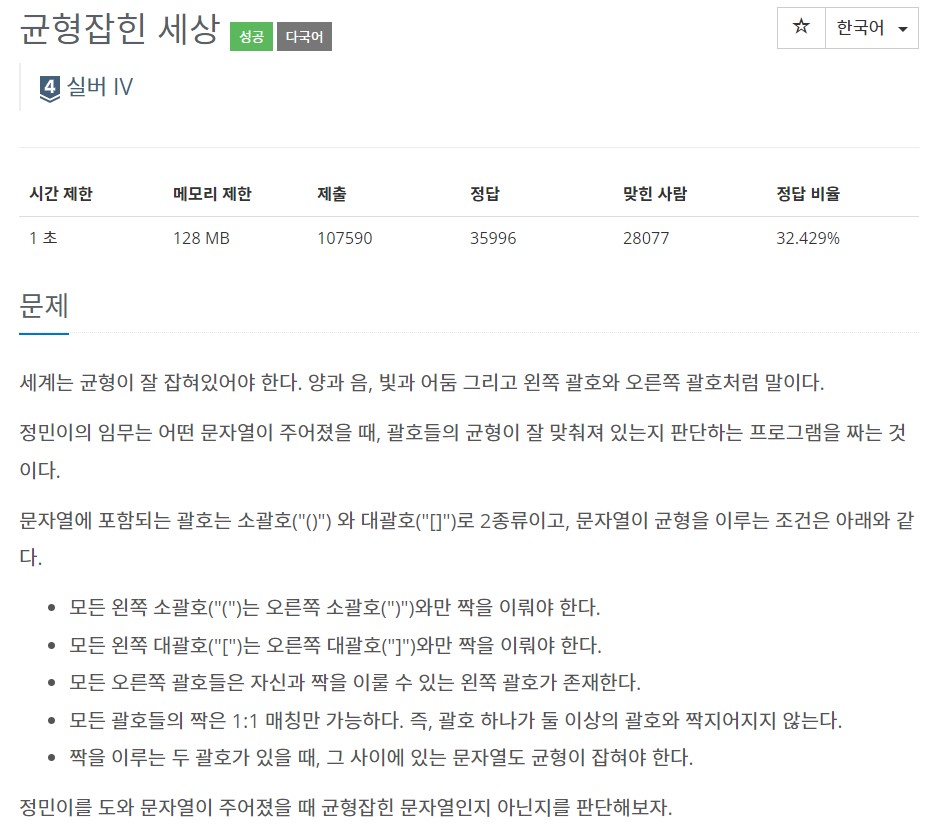 균형잡힌 세상 성공 다국어
☆ 한국어
4 실버 IV
시간 제한 메모리 제한 제출 정답 맞힌 사람 정답 비율
1 초 128 MB 107590 35996 28077 32.429%
문제
세계는 균형이 잘 잡혀있어야 한다. 양과 음, 빛과 어둠 그리고 왼쪽 괄호와 오른쪽 괄호처럼 말이다.
정민이의 임무는 어떤 문자열이 주어졌을 때, 괄호들의 균형이 잘 맞춰져 있는지 판단하는 프로그램을 짜는 것
이다.
문자열에 포함되는 괄호는 소괄호("()") 와 대괄호("[]")로 2종류이고, 문자열이 균형을 이루는 조건은 아래와 같
다.
• 모든 왼쪽 소괄호("(")는 오른쪽 소괄호(")")와만 짝을 이뤄야 한다.
• 모든 왼쪽 대괄호("[")는 오른쪽 대괄호("]")와만 짝을 이뤄야 한다.
• 모든 오른쪽 괄호들은 자신과 짝을 이룰 수 있는 왼쪽 괄호가 존재한다.
• 모든 괄호들의 짝은 1:1 매칭만 가능하다. 즉, 괄호 하나가 둘 이상의 괄호와 짝지어지지 않는다.
• 짝을 이루는 두 괄호가 있을 때, 그 사이에 있는 문자열도 균형이 잡혀야 한다.
정민이를 도와 문자열이 주어졌을 때 균형잡힌 문자열인지 아닌지를 판단해보자.